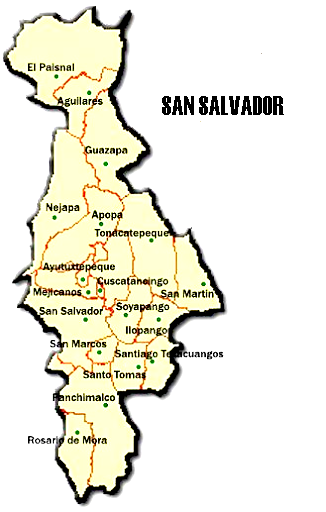 El Paisnal
Aguilares
SAN SALVADOR
Guazapa
Nejapa
Apopa
Tonacatepeque
Ayututxtepeque
Cuscatancingo
Mejicanos
San Martin
San Salvador
Soyapango
Ilopango
San Marcos
Santiago Texacuangos
Santo Tomas
Panchimalco
Rosario de Mora